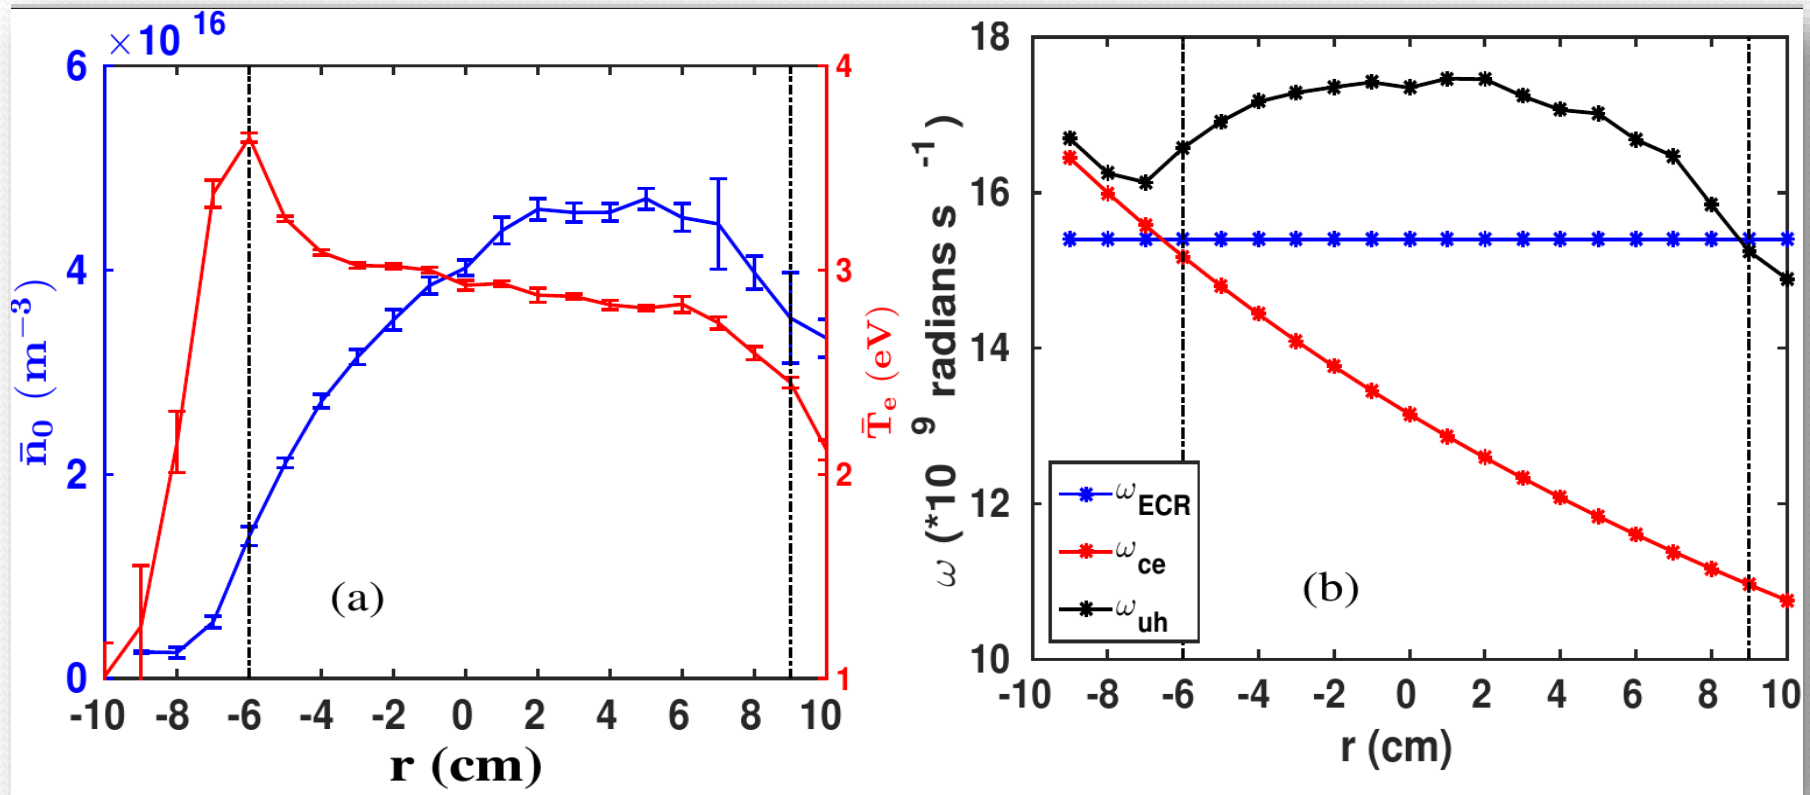 ×10 16
6
4
2
0
n̄0 (m−3)
4
3
2
1
T̄e (eV)
(a)
-10 -8 -6 -4 -2 0 2 4 6 8 10
r (cm)
18
16
14
12
10
ω (*10 9 radians s -1)
ωECR
ωce
ωuh
(b)
-10 -8 -6 -4 -2 0 2 4 6 8 10
r (cm)